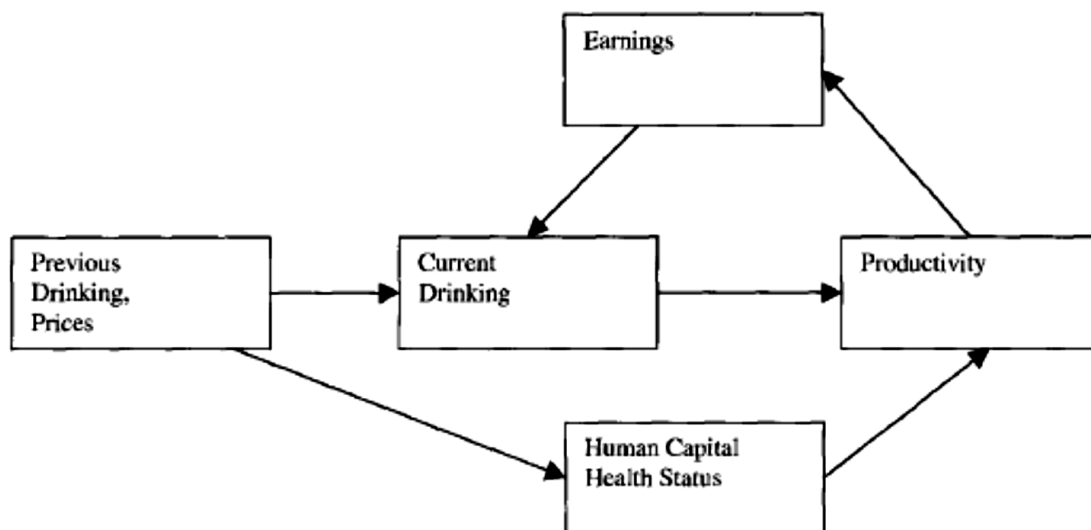 Earnings
Previous
Drinking,
Prices
Current
Drinking
Productivity
Human Capital
Health Status